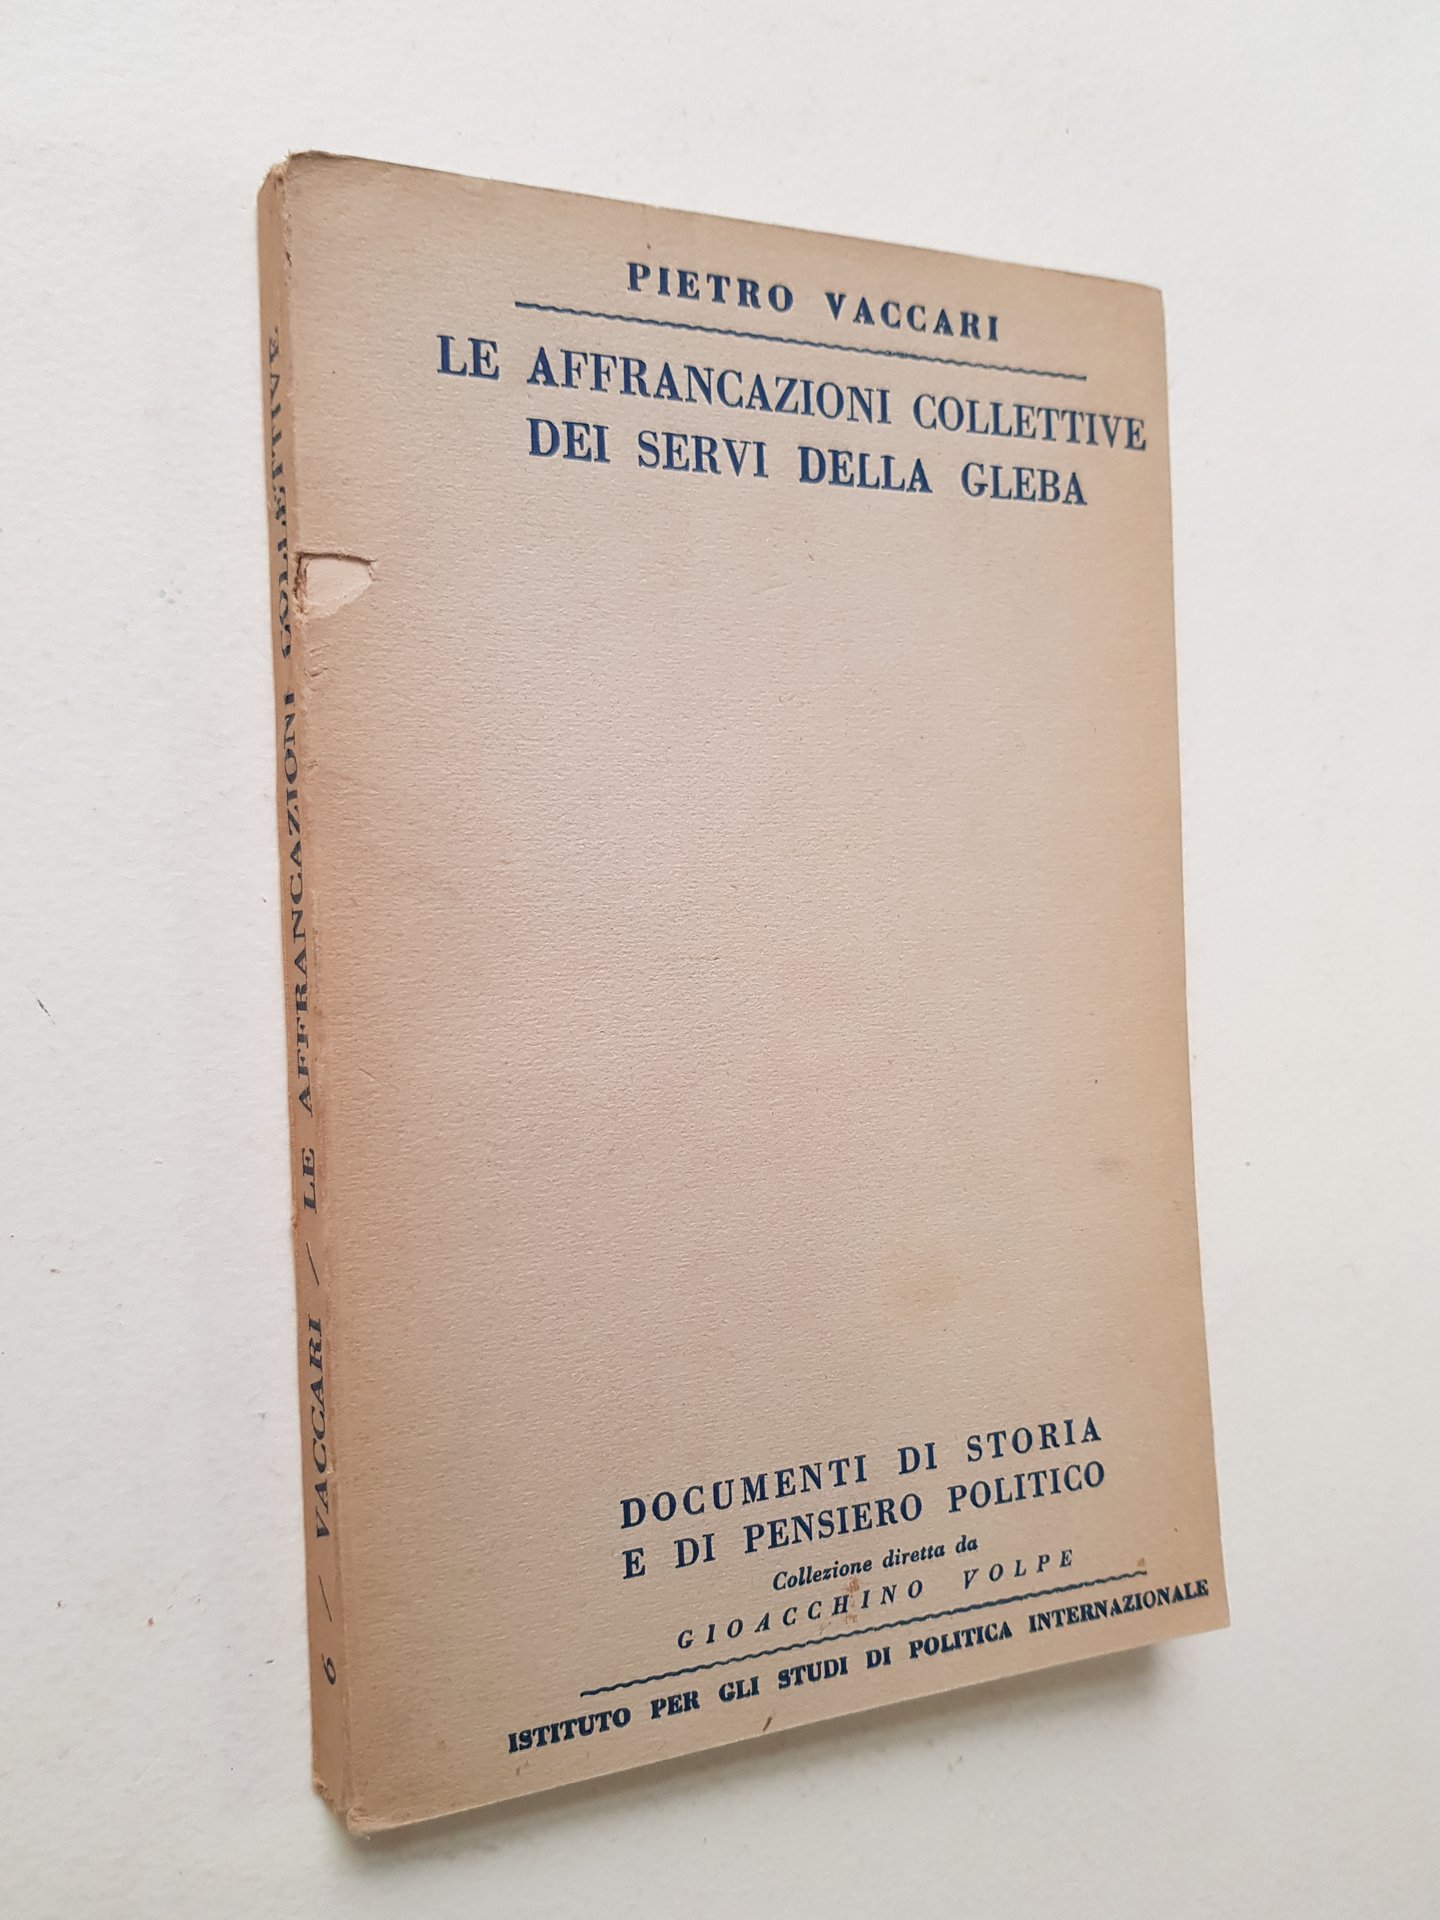 PIETRO VACCARI
LE AFFRANCAZIONI COLLETTIVE
DEI SERVI DELLA GLEBA
DOCUMENTI DI STORIA
E DI PENSIERO POLITICO
Collezione diretta da
GIOACCHINO VOLPE
ISTITUTO PER GLI STUDI DI POLITICA INTERNAZIONALE
6 / VACCARI / LE AFFRANCAZIONI COLLETTIVE